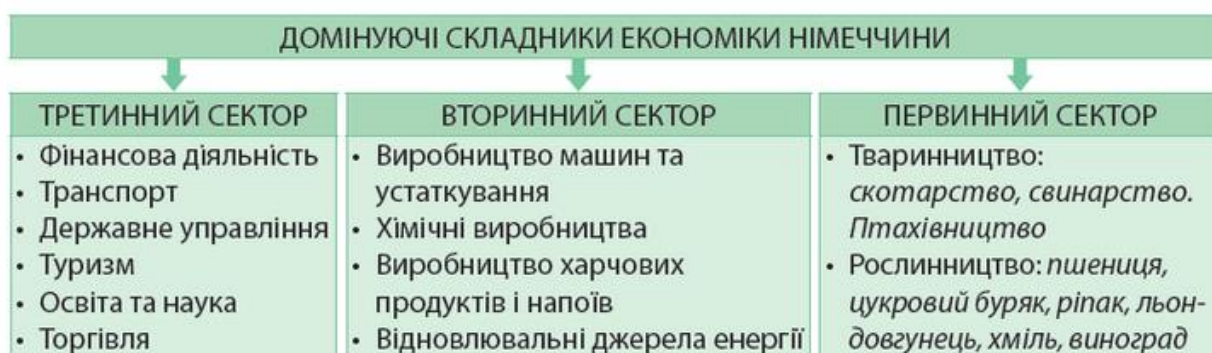 ДОМІНУЮЧІ СКЛАДНИКИ ЕКОНОМІКИ НІМЕЧЧИНИ
ТРЕТИННИЙ СЕКТОР
• Фінансова діяльність
• Транспорт
• Державне управління
• Туризм
• Освіта та наука
• Торгівля
ВТОРИННИЙ СЕКТОР
• Виробництво машин та
устаткування
• Хімічні виробництва
• Виробництво харчових
продуктів і напоїв
• Відновлювальні джерела енергії
ПЕРВИННИЙ СЕКТОР
• Тваринництво:
скотарство, свинарство.
Птахівництво
• Рослинництво: пшениця,
цукровий буряк, ріпак, льон-
довгунець, хміль, виноград